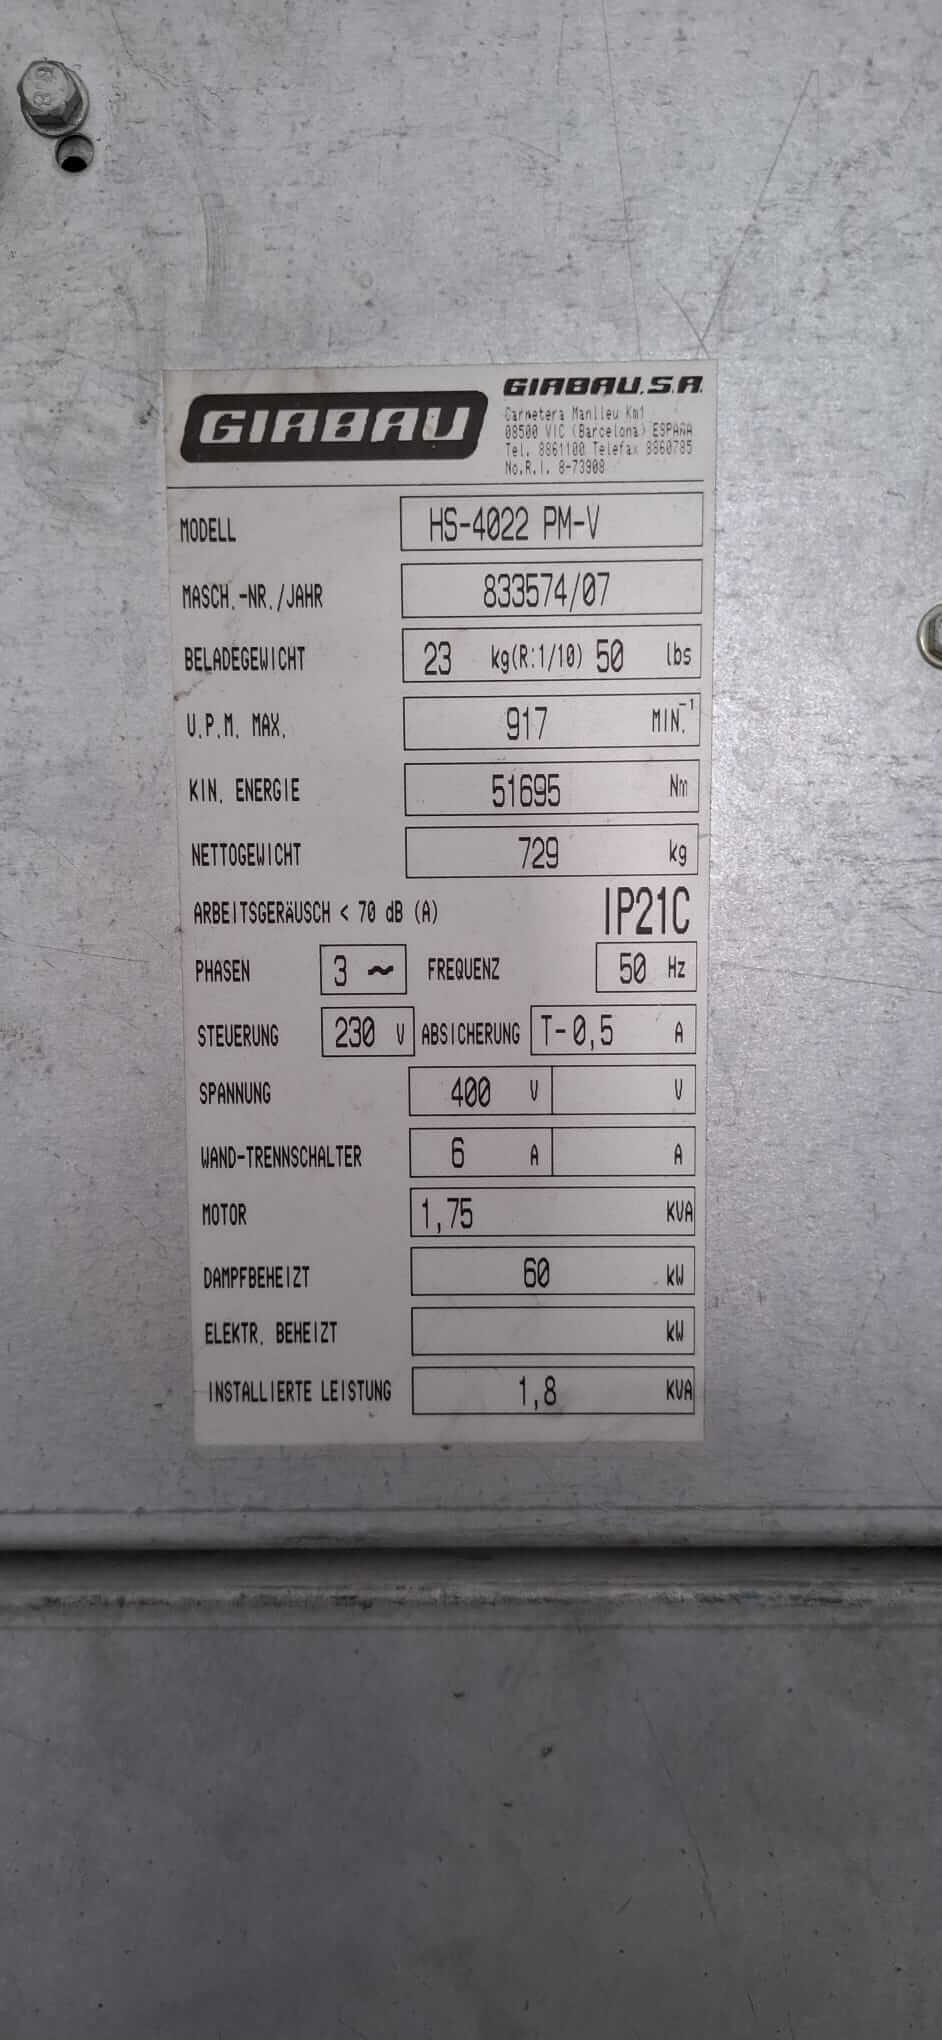 GIRBAU
GIRBAU, S.A.
Carretera Manlleu Km1
08500 VIC (Barcelona) ESPAÑA
Tel. 8861100 Telefax 8860785
No.R.I. 8-73908
MODELL HS-4022 PM-V
MASCH.-NR./JAHR 833574/07
BELADEGEWICHT 23 kg(R:1/10) 50 lbs
U.P.M. MAX. 917 MIN.⁻¹
KIN. ENERGIE 51695 Nm
NETTOGEWICHT 729 kg
ARBEITSGERÄUSCH < 70 dB (A) IP21C
PHASEN 3 ~ FREQUENZ 50 Hz
STEUERUNG 230 V ABSICHERUNG T-0,5 A
SPANNUNG 400 V V
WAND-TRENNSCHALTER 6 A A
MOTOR 1,75 KVA
DAMPFBEHEIZT 60 kW
ELEKTR. BEHEIZT kW
INSTALLIERTE LEISTUNG 1,8 KVA